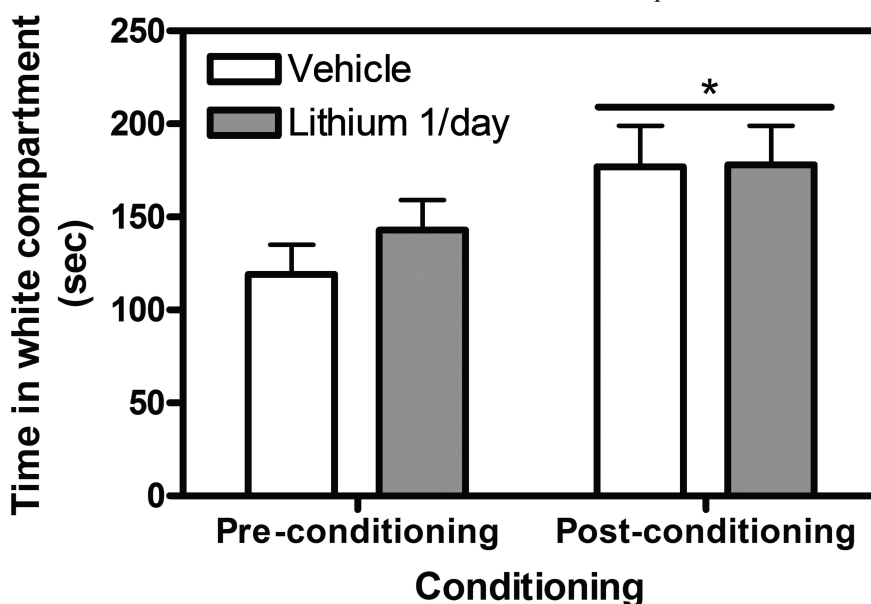 Time in white compartment
(sec)
250
200
150
100
50
0
Vehicle
Lithium 1/day
*
Pre-conditioning
Post-conditioning
Conditioning